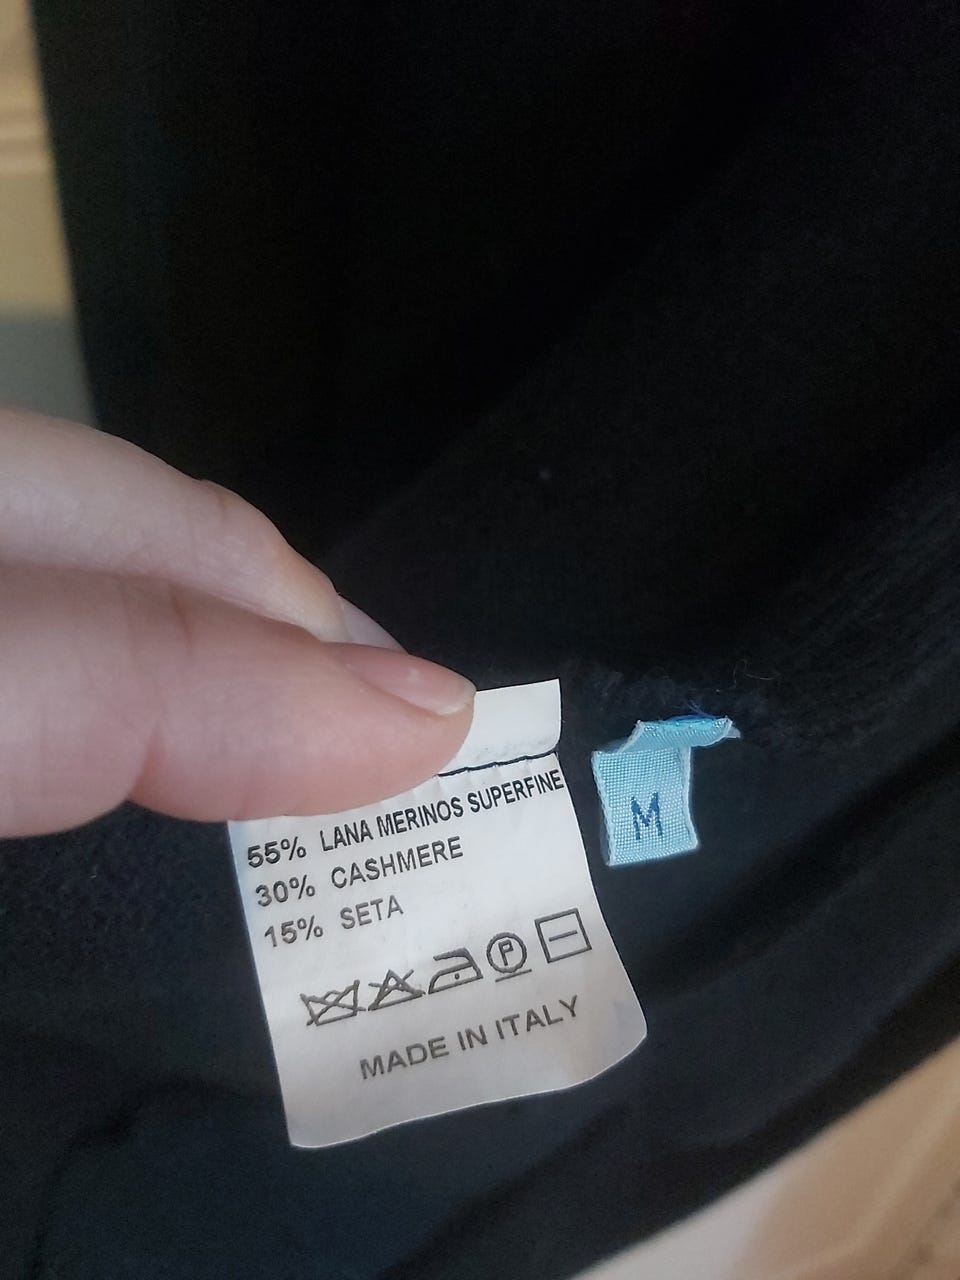 55% LANA MERINOS SUPERFINE
30% CASHMERE
15% SETA
P
MADE IN ITALY
M